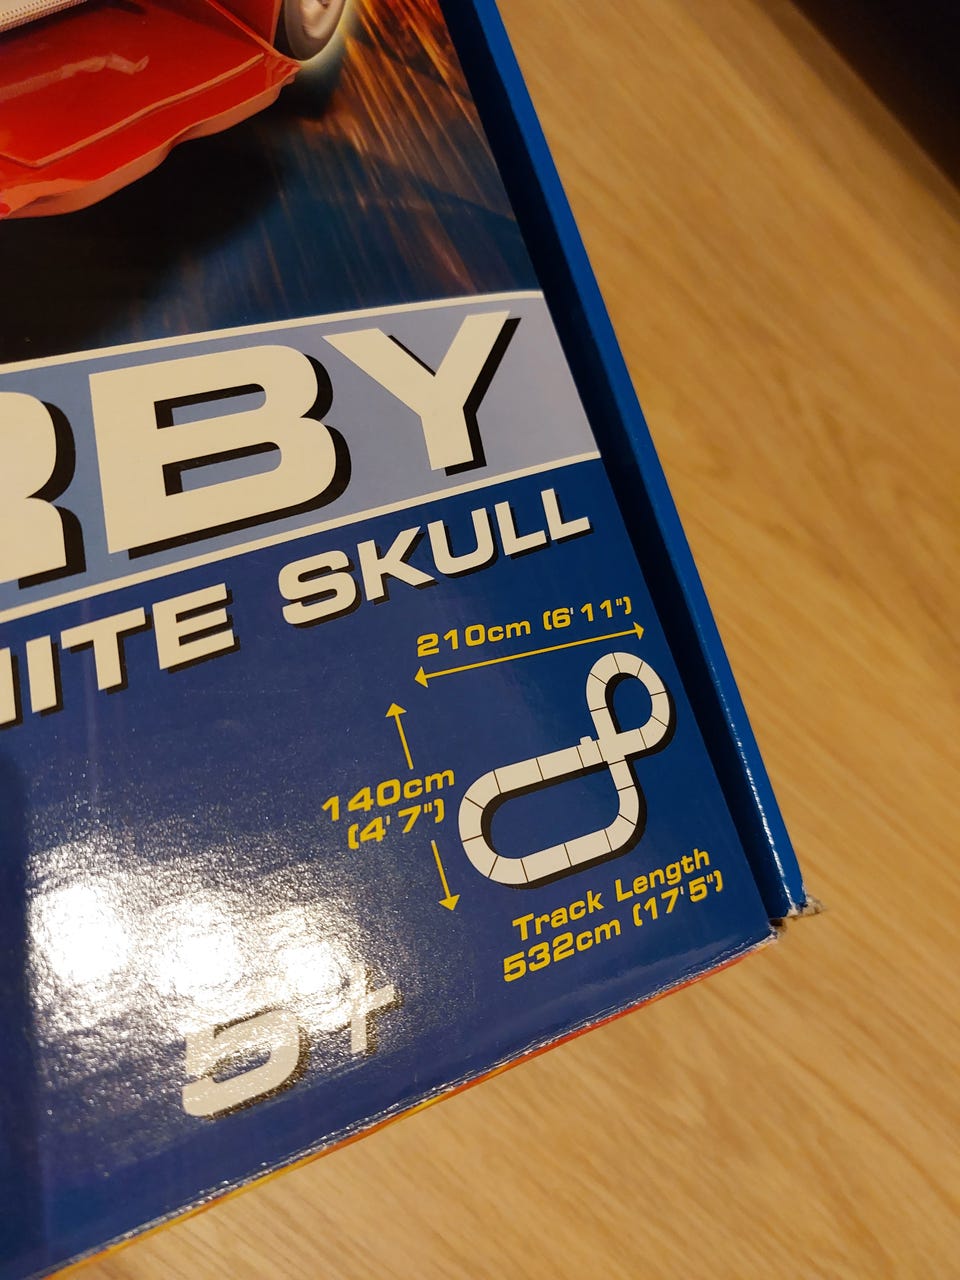 RBY
HITE SKULL
210cm (6' 11")
140cm
(4' 7")
Track Length
532cm (17' 5")
5+